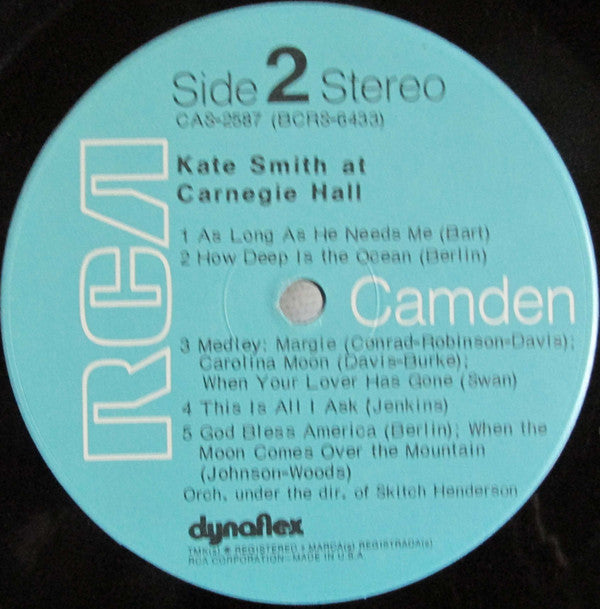 Side 2 Stereo
CAS-2587 (BCRS-6433)
Kate Smith at
Carnegie Hall
1 As Long As He Needs Me (Bart)
2 How Deep Is the Ocean (Berlin)
RCA
Camden
3 Medley: Margie (Conrad-Robinson-Davis);
Carolina Moon (Davis-Burke);
When Your Lover Has Gone (Swan)
4 This Is All I Ask (Jenkins)
5 God Bless America (Berlin); When the
Moon Comes Over the Mountain
(Johnson-Woods)
Orch. under the dir. of Skitch Henderson
dynaflex
TMK(s) ® REGISTERED • MARCA(s) REGISTRADA(s)
RCA CORPORATION—MADE IN U.S.A.